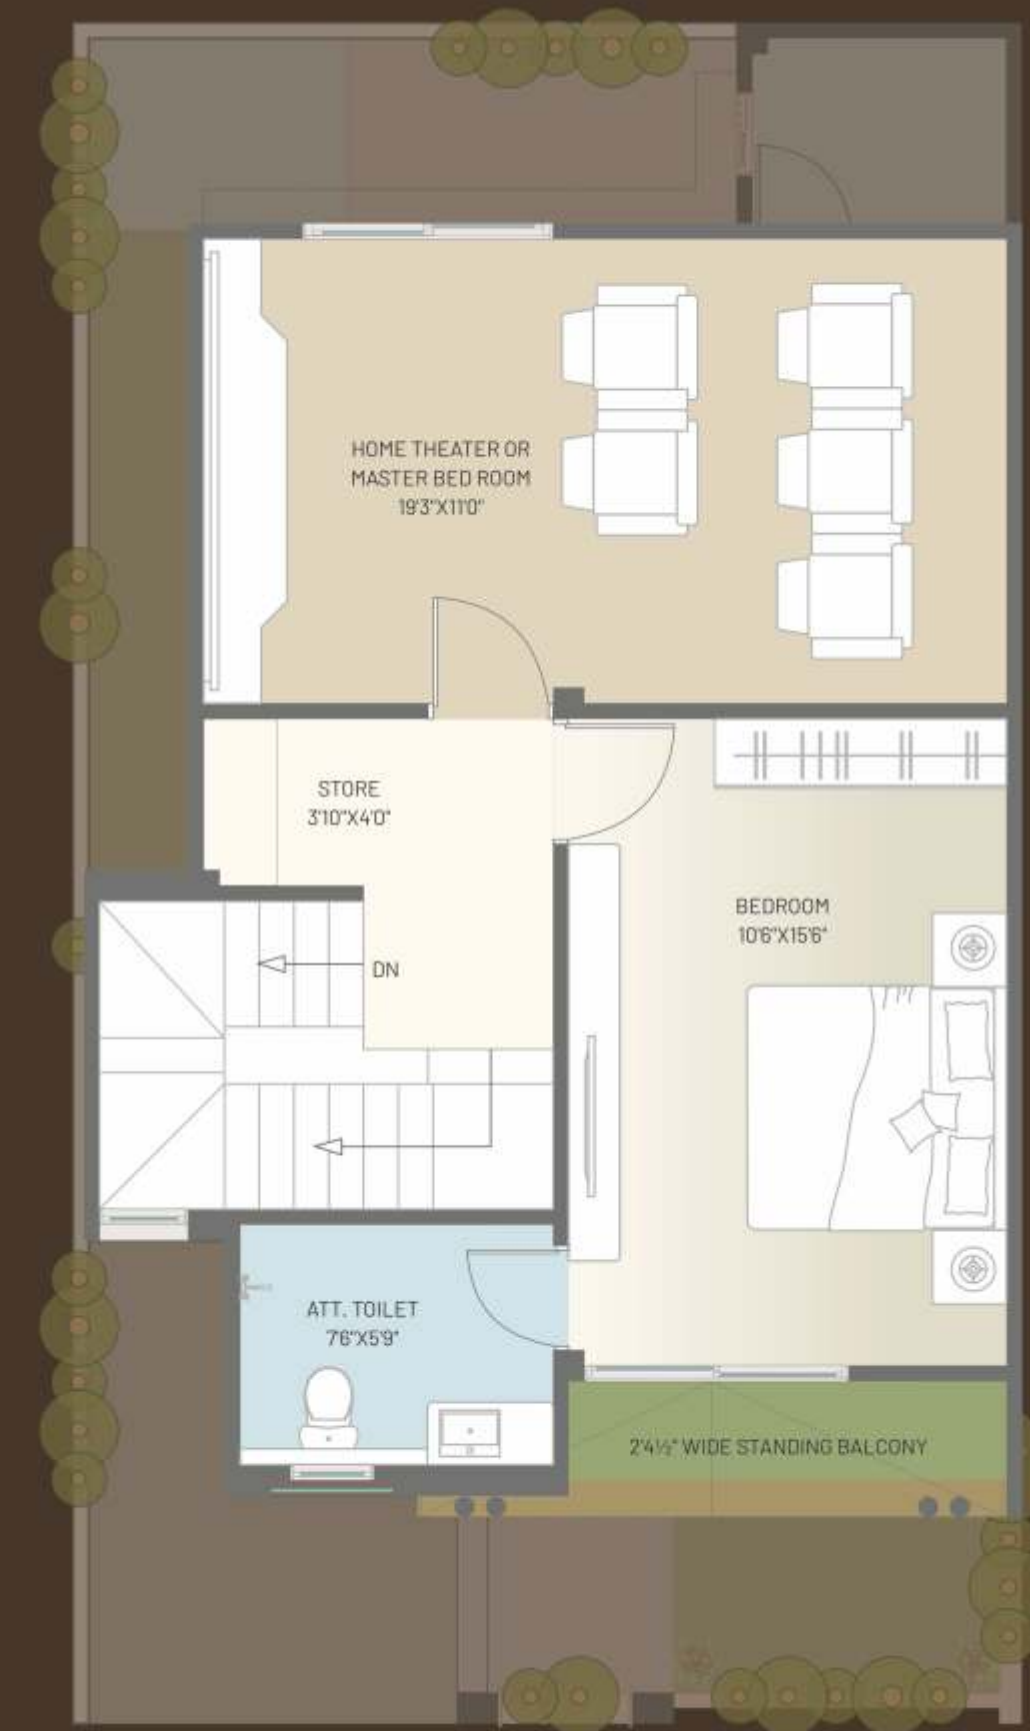 HOME THEATER OR
MASTER BED ROOM
19'3"X11'0"
STORE
3'10"X4'0"
BEDROOM
10'6"X15'6"
DN
ATT. TOILET
7'6"X5'9"
2'4½" WIDE STANDING BALCONY